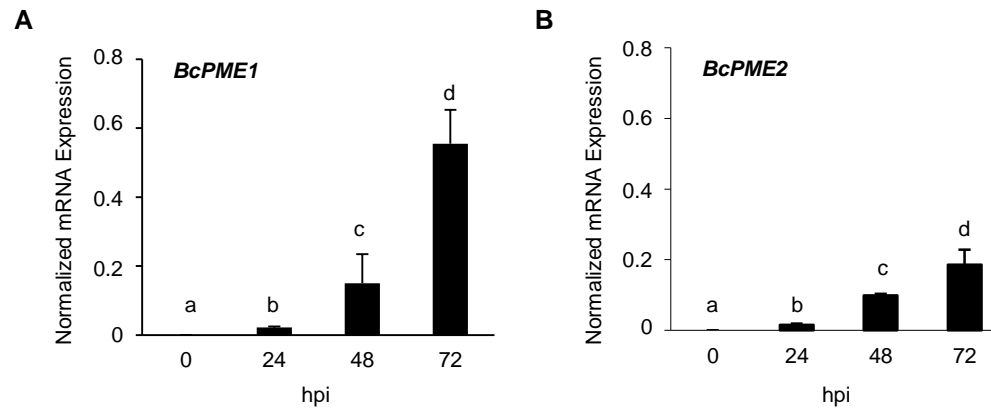 A
BcPME1
Normalized mRNA Expression
0.8
0.6
0.4
0.2
0
a
b
c
d
0 24 48 72
hpi
B
BcPME2
Normalized mRNA Expression
0.8
0.6
0.4
0.2
0
a
b
c
d
0 24 48 72
hpi